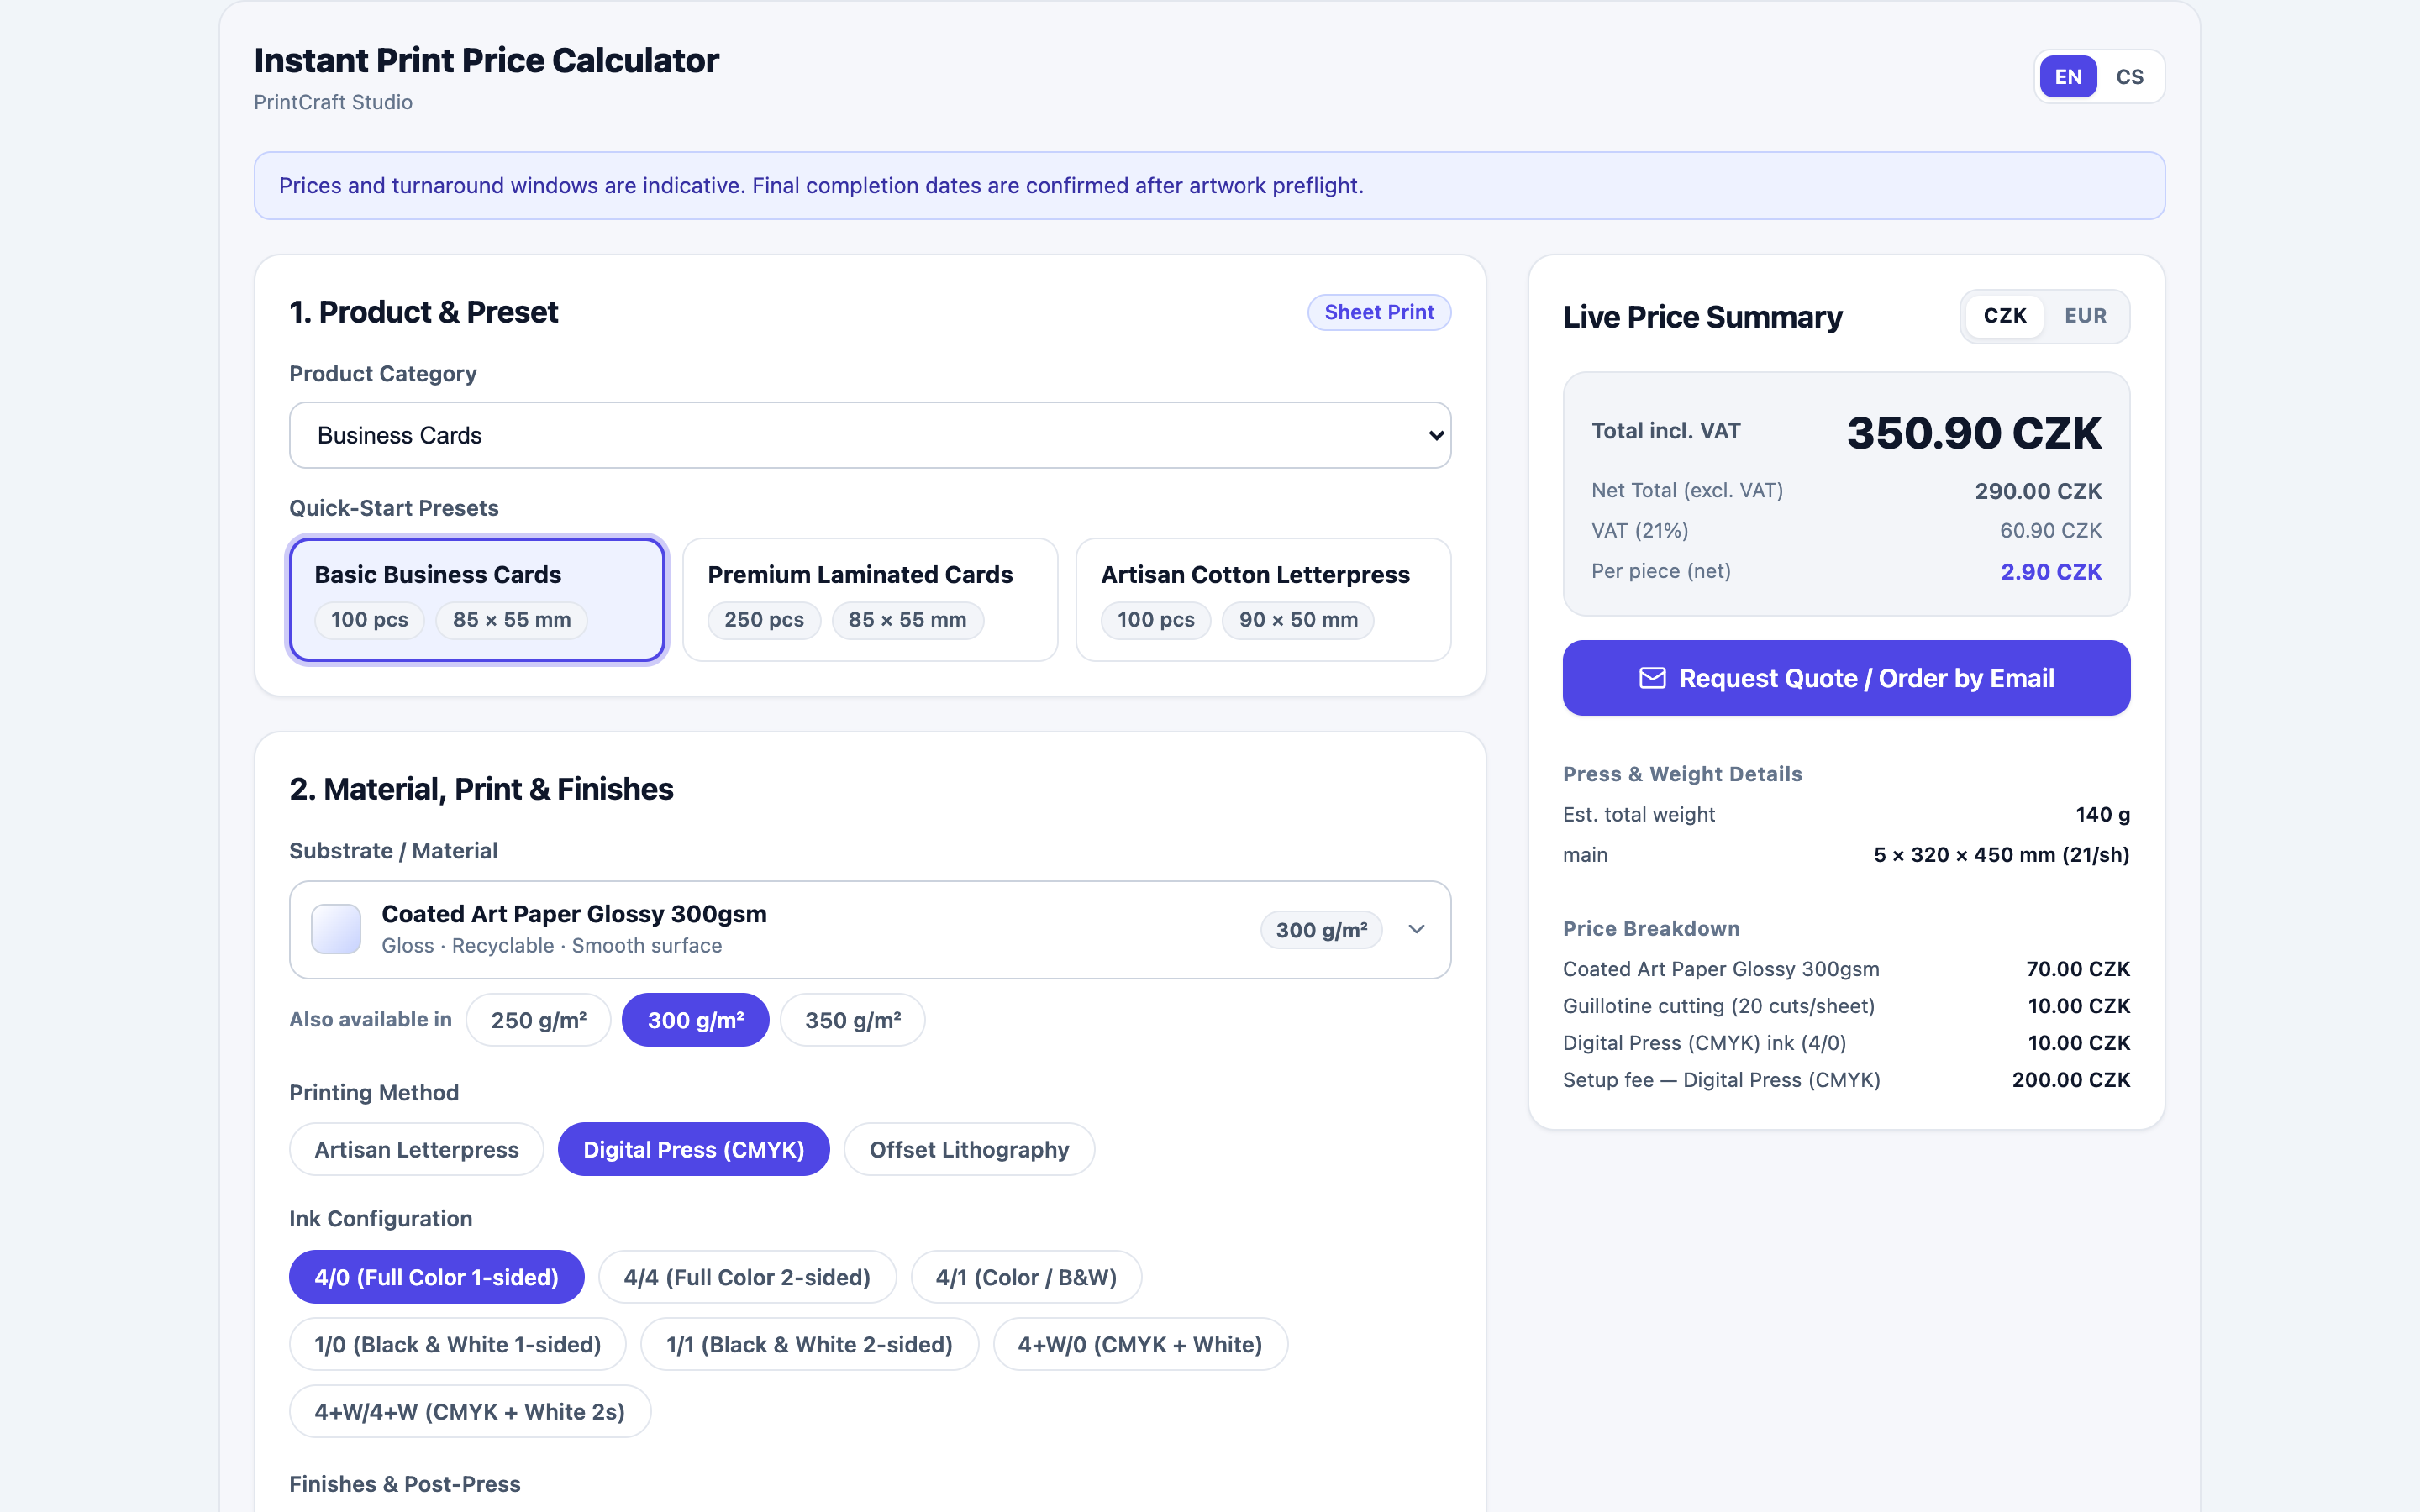 Instant Print Price Calculator
PrintCraft Studio
EN CS
Prices and turnaround windows are indicative. Final completion dates are confirmed after artwork preflight.
1. Product & Preset
Sheet Print
Product Category
Business Cards
Quick-Start Presets
Basic Business Cards
100 pcs 85 × 55 mm
Premium Laminated Cards
250 pcs 85 × 55 mm
Artisan Cotton Letterpress
100 pcs 90 × 50 mm
2. Material, Print & Finishes
Substrate / Material
Coated Art Paper Glossy 300gsm
Gloss · Recyclable · Smooth surface
300 g/m²
Also available in 250 g/m² 300 g/m² 350 g/m²
Printing Method
Artisan Letterpress Digital Press (CMYK) Offset Lithography
Ink Configuration
4/0 (Full Color 1-sided) 4/4 (Full Color 2-sided) 4/1 (Color / B&W)
1/0 (Black & White 1-sided) 1/1 (Black & White 2-sided) 4+W/0 (CMYK + White)
4+W/4+W (CMYK + White 2s)
Finishes & Post-Press
Live Price Summary
CZK EUR
Total incl. VAT 350.90 CZK
Net Total (excl. VAT) 290.00 CZK
VAT (21%) 60.90 CZK
Per piece (net) 2.90 CZK
Request Quote / Order by Email
Press & Weight Details
Est. total weight 140 g
main 5 × 320 × 450 mm (21/sh)
Price Breakdown
Coated Art Paper Glossy 300gsm 70.00 CZK
Guillotine cutting (20 cuts/sheet) 10.00 CZK
Digital Press (CMYK) ink (4/0) 10.00 CZK
Setup fee — Digital Press (CMYK) 200.00 CZK